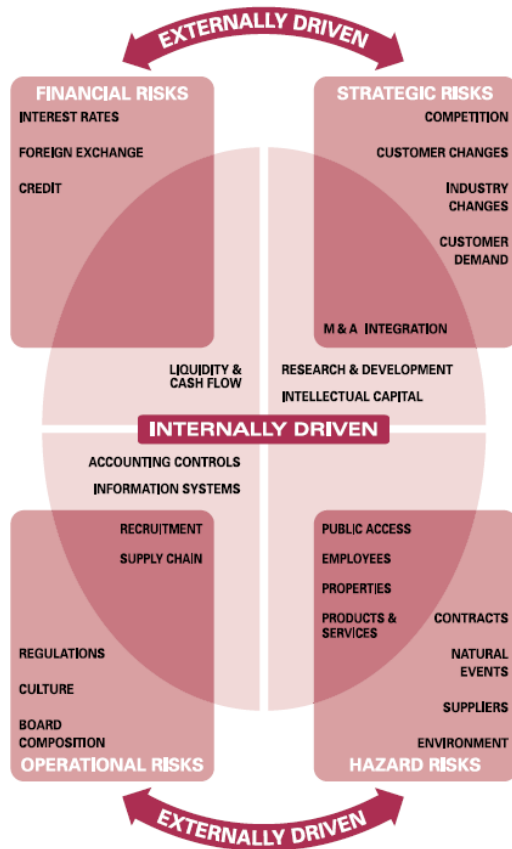 EXTERNALLY DRIVEN
FINANCIAL RISKS
INTEREST RATES
FOREIGN EXCHANGE
CREDIT
STRATEGIC RISKS
COMPETITION
CUSTOMER CHANGES
INDUSTRY
CHANGES
CUSTOMER
DEMAND
M & A INTEGRATION
LIQUIDITY &
CASH FLOW
RESEARCH & DEVELOPMENT
INTELLECTUAL CAPITAL
INTERNALLY DRIVEN
ACCOUNTING CONTROLS
INFORMATION SYSTEMS
RECRUITMENT
SUPPLY CHAIN
REGULATIONS
CULTURE
BOARD
COMPOSITION
OPERATIONAL RISKS
PUBLIC ACCESS
EMPLOYEES
PROPERTIES
PRODUCTS &
SERVICES
CONTRACTS
NATURAL
EVENTS
SUPPLIERS
ENVIRONMENT
HAZARD RISKS
EXTERNALLY DRIVEN